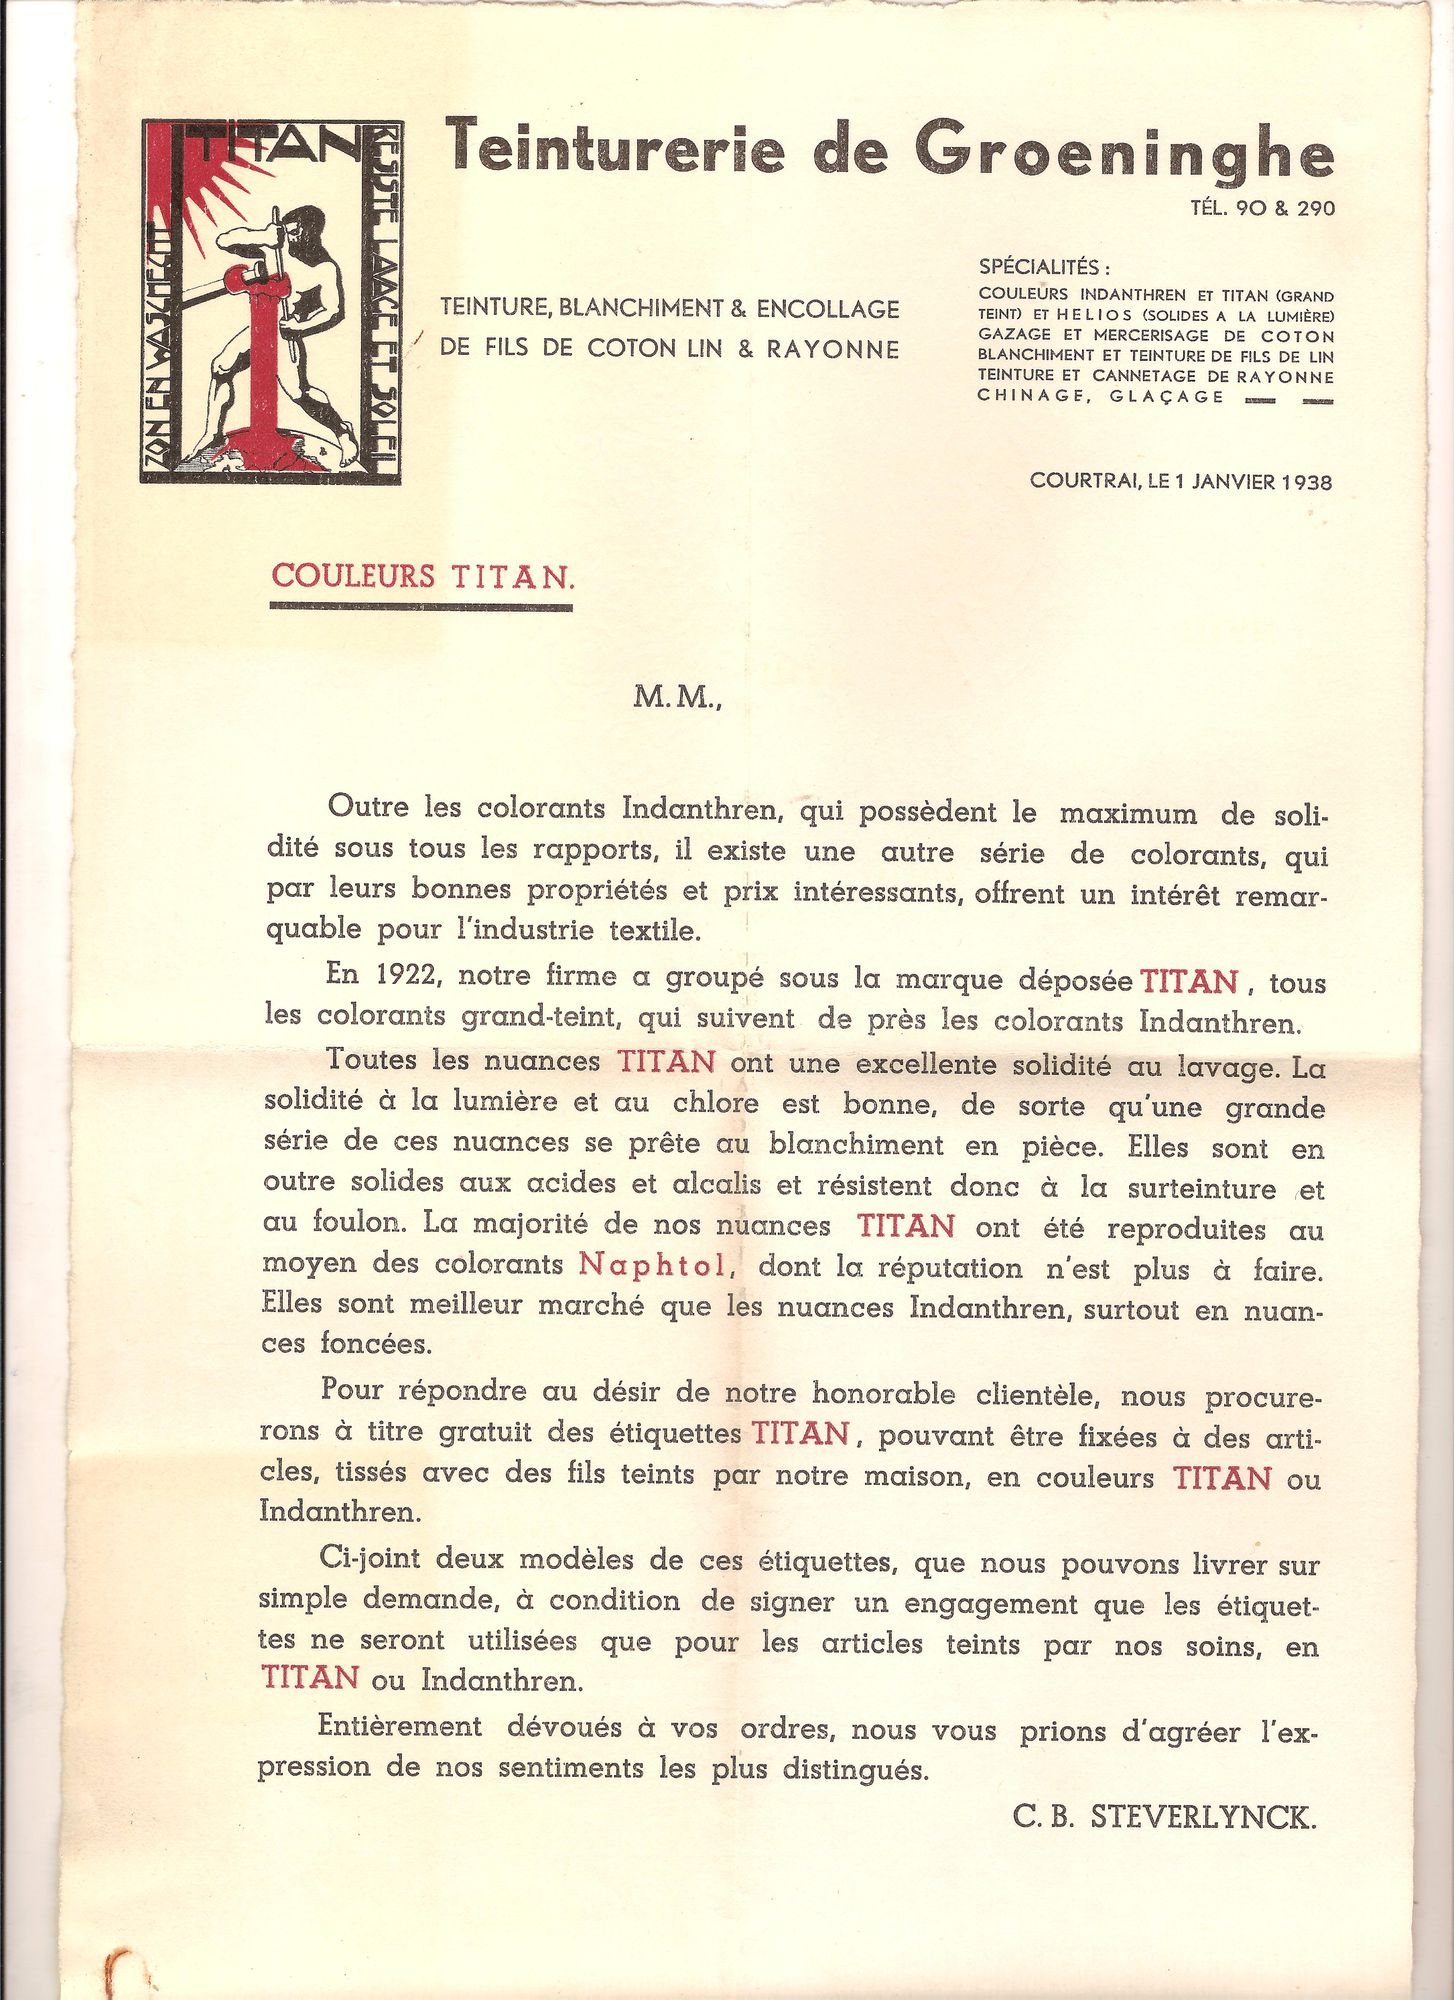 TITAN
RESISTE LAVAGE ET SOLEIL
ZON EN WASCHECHT
Teinturerie de Groeninghe
TÉL. 90 & 290
TEINTURE, BLANCHIMENT & ENCOLLAGE
DE FILS DE COTON LIN & RAYONNE
SPÉCIALITÉS :
COULEURS INDANTHREN ET TITAN (GRAND
TEINT) ET HELIOS (SOLIDES A LA LUMIÈRE)
GAZAGE ET MERCERISAGE DE COTON
BLANCHIMENT ET TEINTURE DE FILS DE LIN
TEINTURE ET CANNETAGE DE RAYONNE
CHINAGE, GLAÇAGE
COURTRAI, LE 1 JANVIER 1938
COULEURS TITAN.
M. M.,
Outre les colorants Indanthren, qui possèdent le maximum de soli-
dité sous tous les rapports, il existe une autre série de colorants, qui
par leurs bonnes propriétés et prix intéressants, offrent un intérêt remar-
quable pour l'industrie textile.
En 1922, notre firme a groupé sous la marque déposée TITAN , tous
les colorants grand-teint, qui suivent de près les colorants Indanthren.
Toutes les nuances TITAN ont une excellente solidité au lavage. La
solidité à la lumière et au chlore est bonne, de sorte qu'une grande
série de ces nuances se prête au blanchiment en pièce. Elles sont en
outre solides aux acides et alcalis et résistent donc à la surteinture et
au foulon. La majorité de nos nuances TITAN ont été reproduites au
moyen des colorants Naphtol, dont la réputation n'est plus à faire.
Elles sont meilleur marché que les nuances Indanthren, surtout en nuan-
ces foncées.
Pour répondre au désir de notre honorable clientèle, nous procure-
rons à titre gratuit des étiquettes TITAN , pouvant être fixées à des arti-
cles, tissés avec des fils teints par notre maison, en couleurs TITAN ou
Indanthren.
Ci-joint deux modèles de ces étiquettes, que nous pouvons livrer sur
simple demande, à condition de signer un engagement que les étiquet-
tes ne seront utilisées que pour les articles teints par nos soins, en
TITAN ou Indanthren.
Entièrement dévoués à vos ordres, nous vous prions d'agréer l'ex-
pression de nos sentiments les plus distingués.
C. B. STEVERLYNCK.